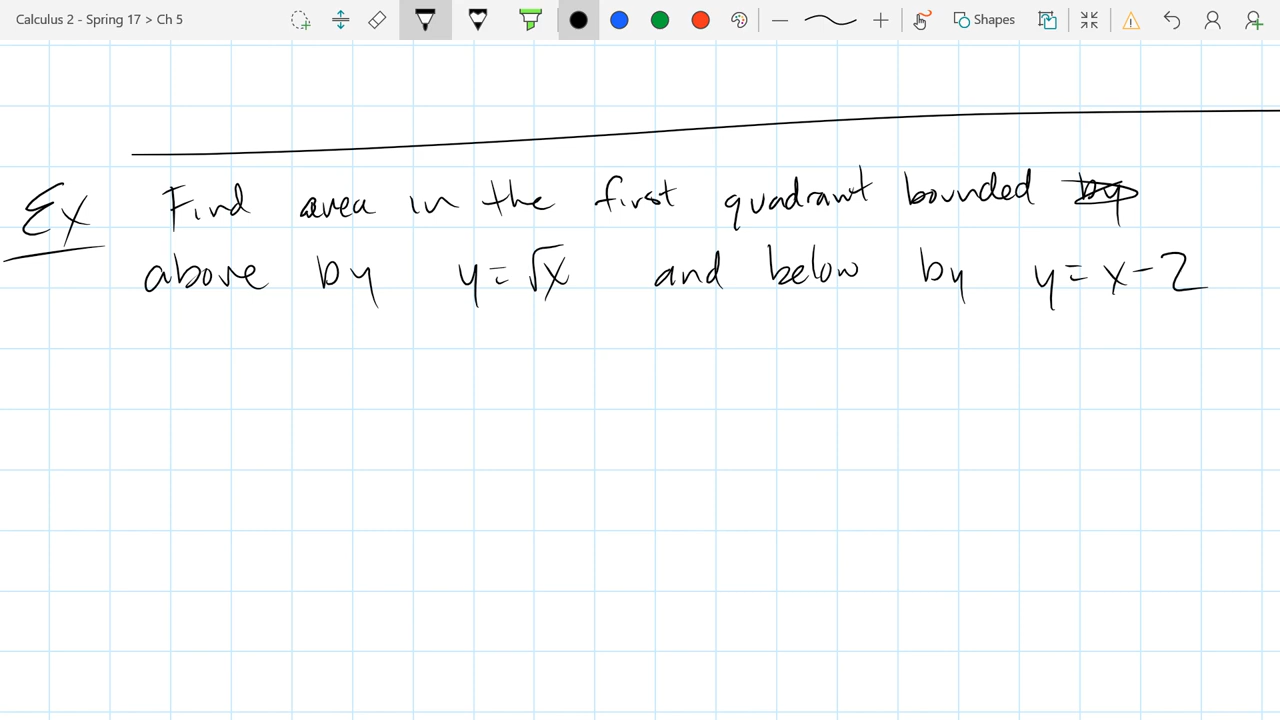 Calculus 2 - Spring 17 > Ch 5
Shapes
Ex Find area in the first quadrant bounded by
above by y = √x and below by y = x - 2